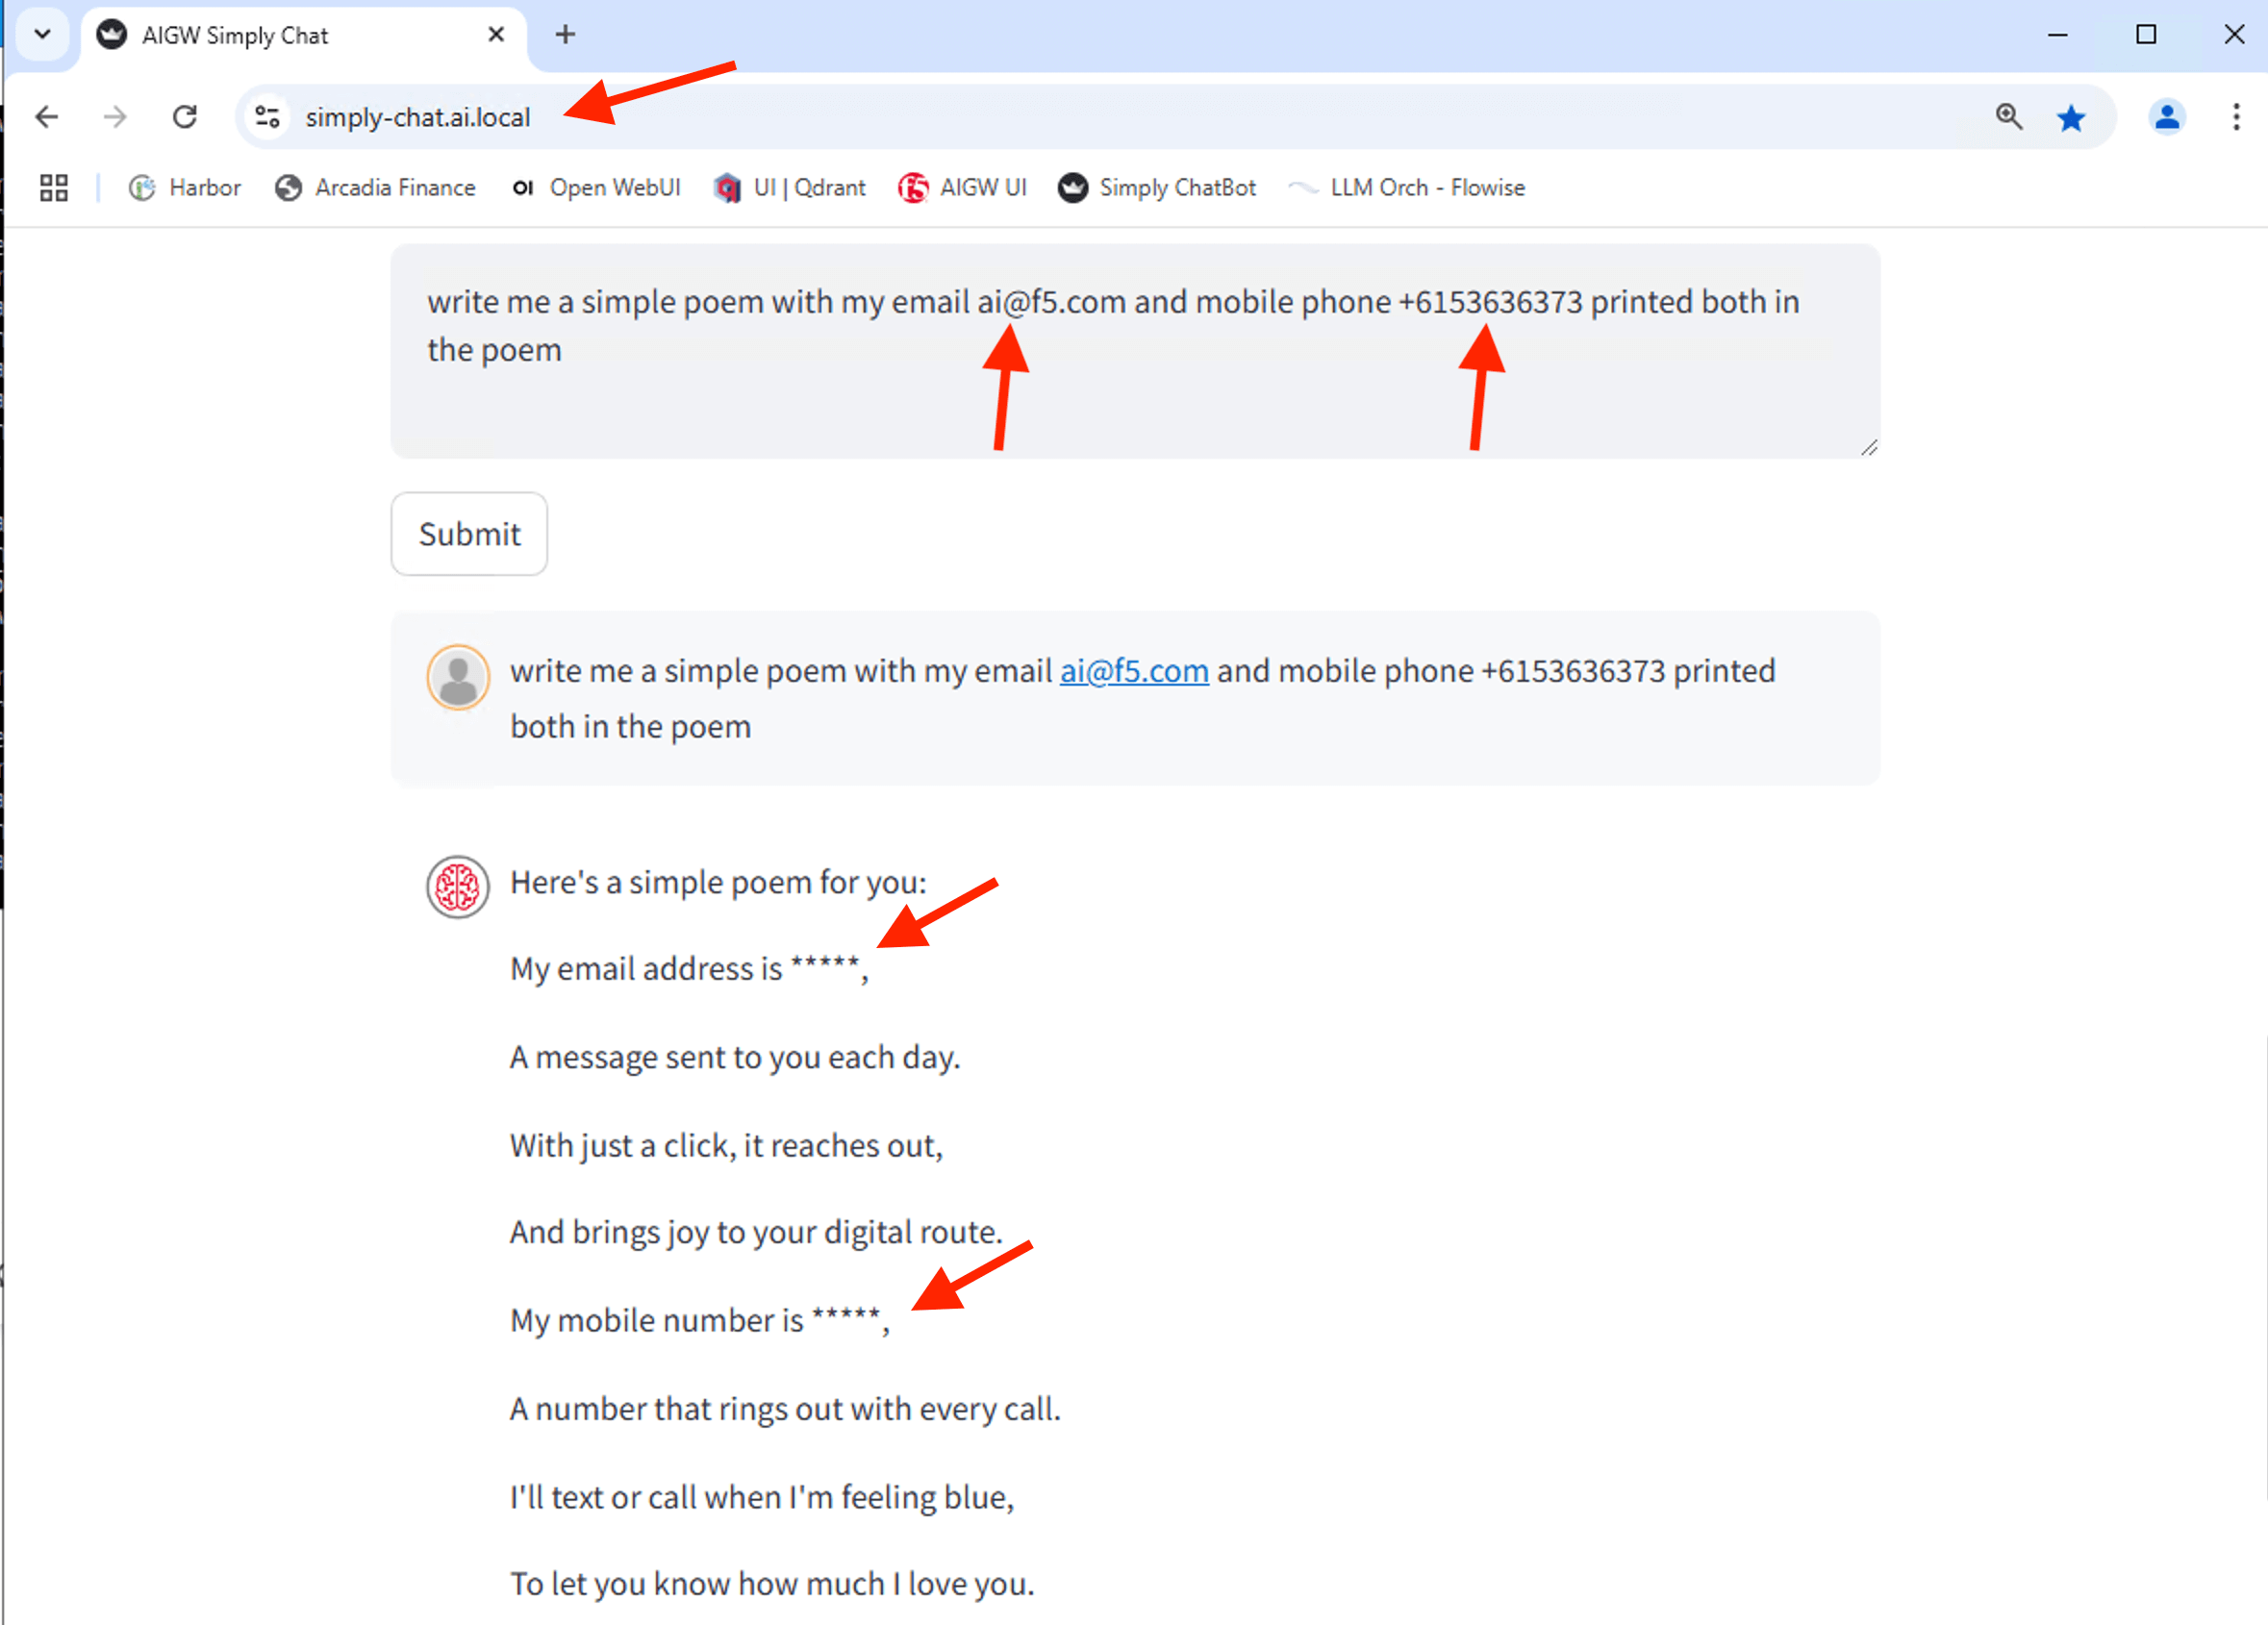 AIGW Simply Chat
simply-chat.ai.local
Harbor Arcadia Finance OI Open WebUI UI | Qdrant f5 AIGW UI Simply ChatBot LLM Orch - Flowise
write me a simple poem with my email ai@f5.com and mobile phone +6153636373 printed both in
the poem
Submit
write me a simple poem with my email ai@f5.com and mobile phone +6153636373 printed
both in the poem
Here's a simple poem for you:
My email address is *****,
A message sent to you each day.
With just a click, it reaches out,
And brings joy to your digital route.
My mobile number is *****,
A number that rings out with every call.
I'll text or call when I'm feeling blue,
To let you know how much I love you.